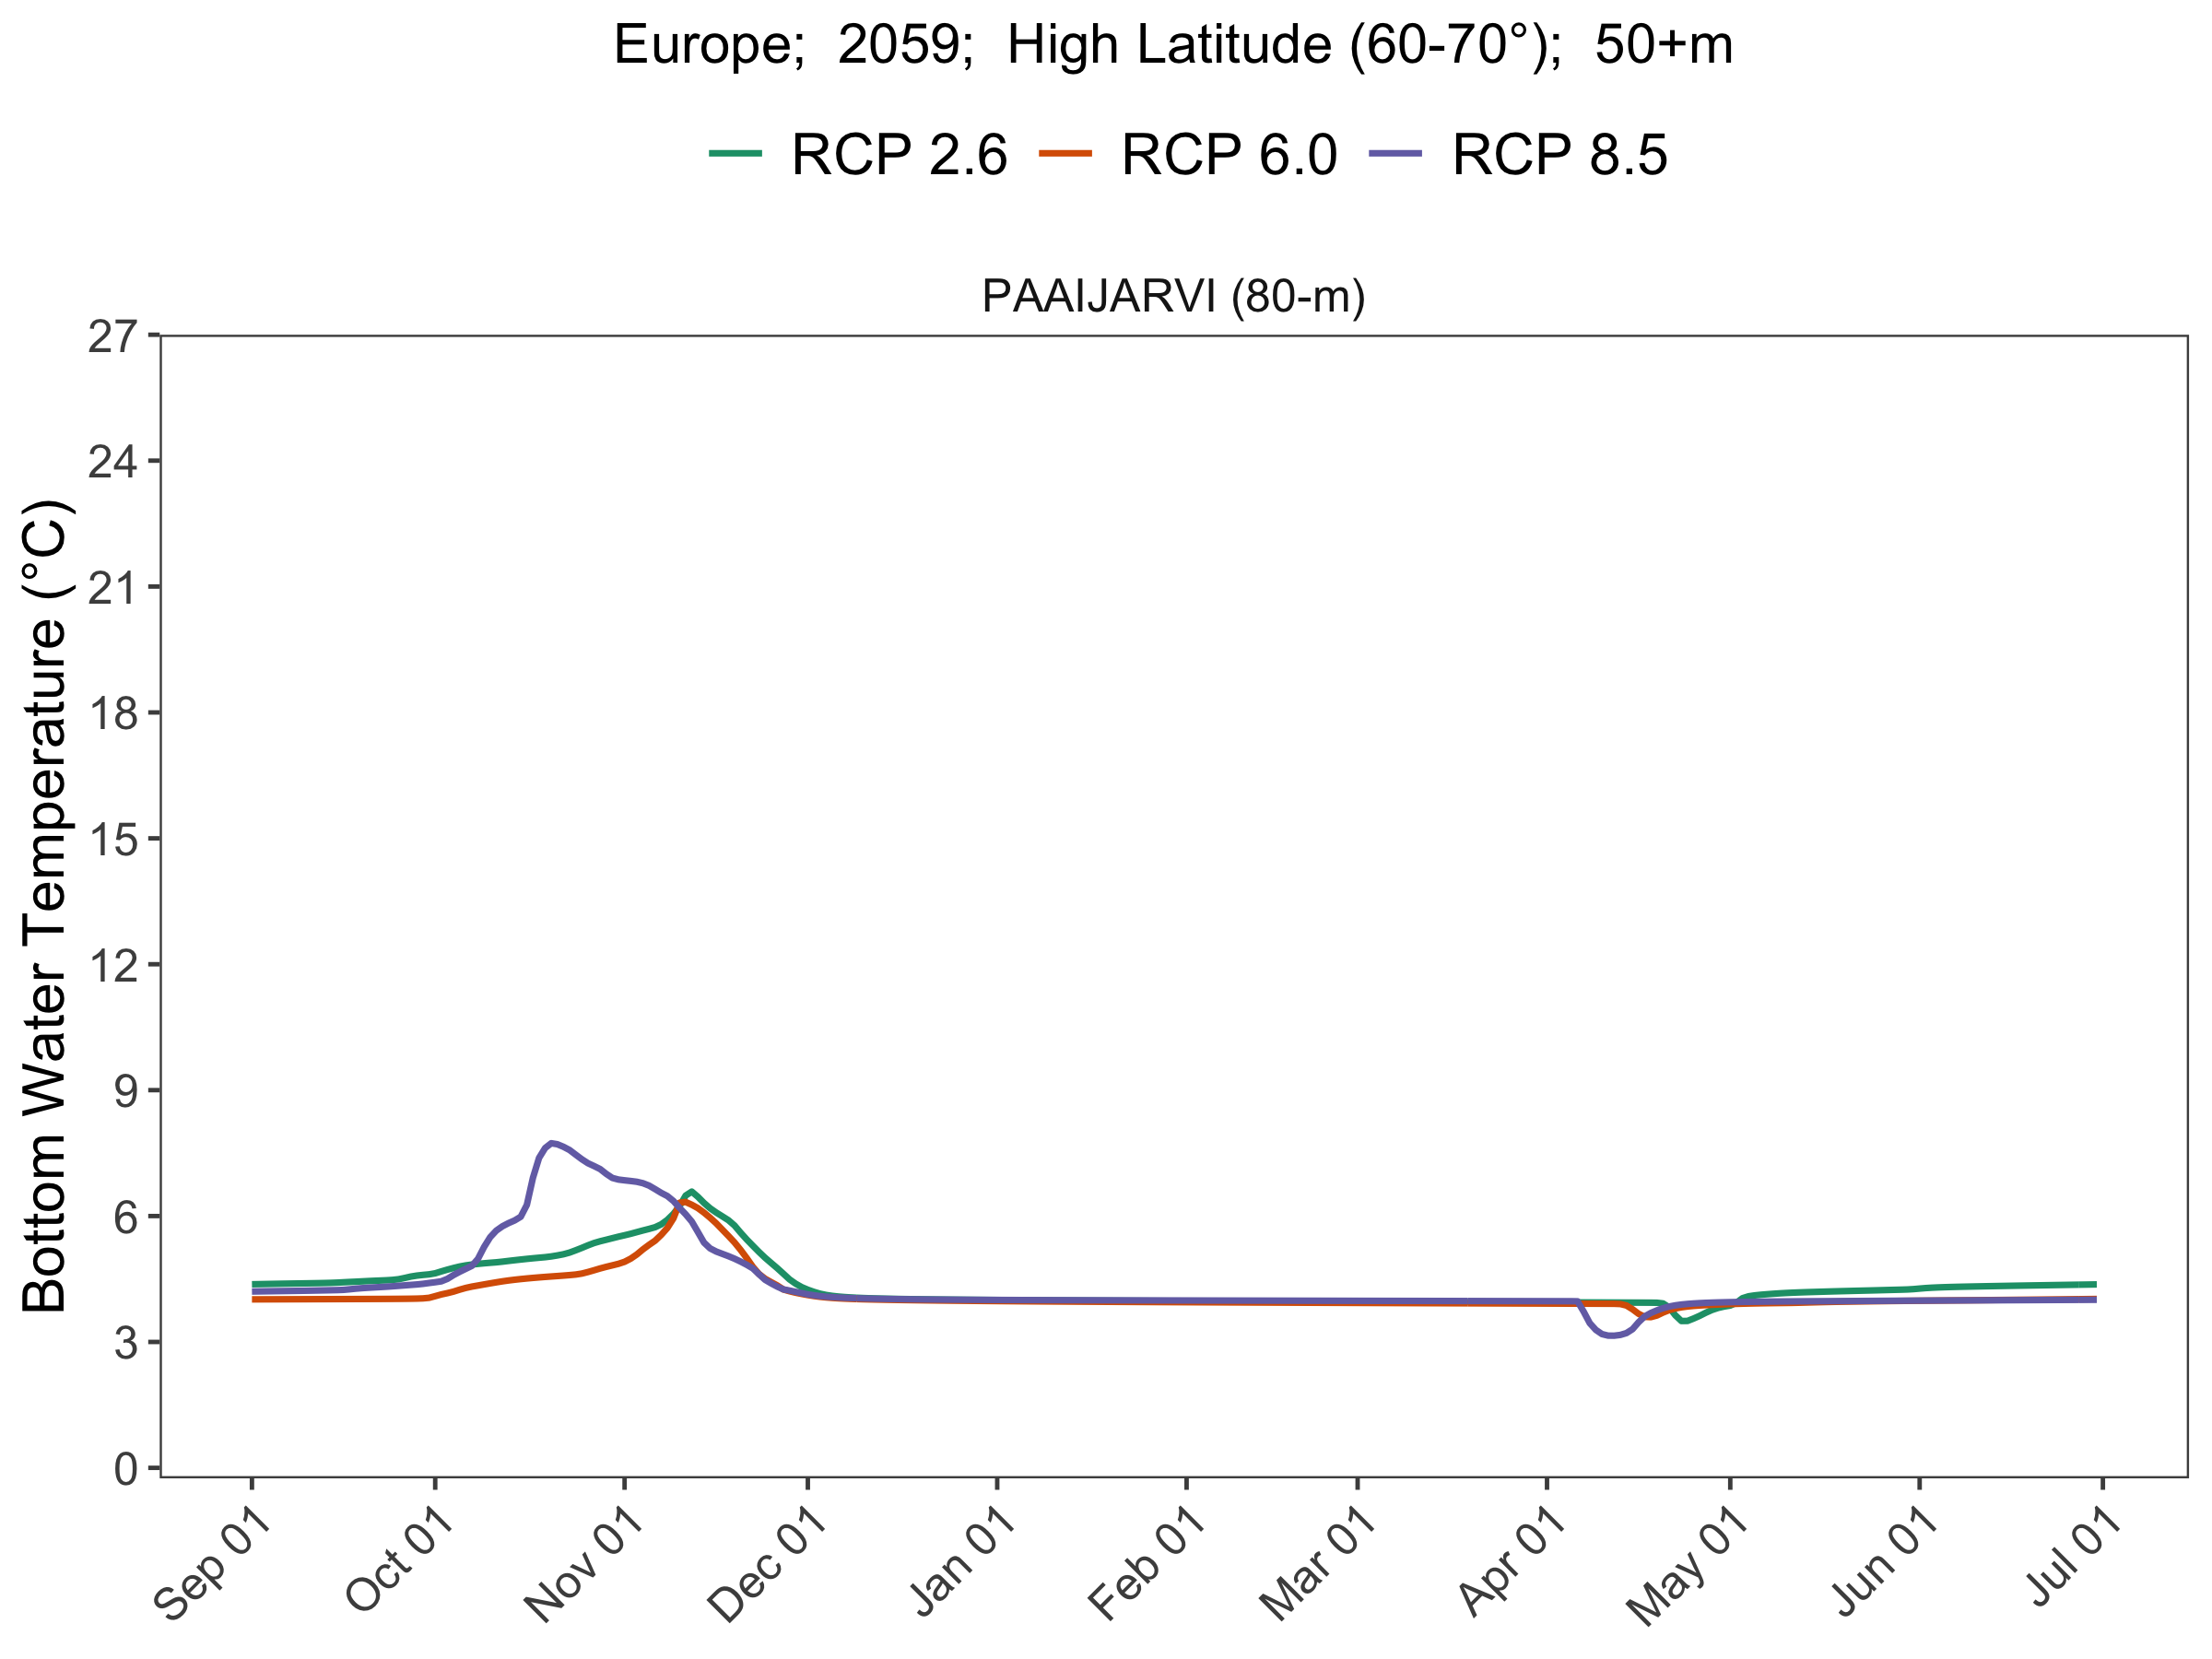 Europe; 2059; High Latitude (60-70°); 50+m
RCP 2.6 RCP 6.0 RCP 8.5
PAAIJARVI (80-m)
Bottom Water Temperature (°C)
27
24
21
18
15
12
9
6
3
0
Sep 01 Oct 01 Nov 01 Dec 01 Jan 01 Feb 01 Mar 01 Apr 01 May 01 Jun 01 Jul 01